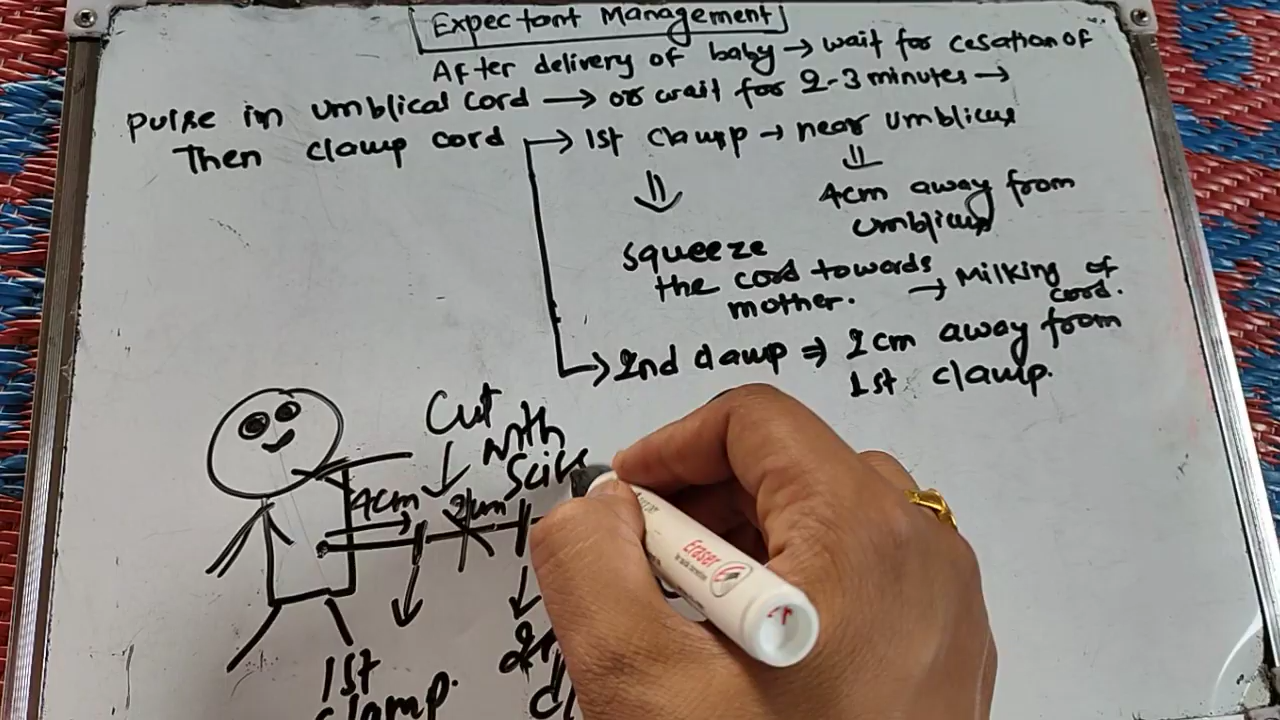 Expectant Management
After delivery of baby → wait for cesation of
pulse in umblical cord → or wait for 2-3 minutes →
Then clamp cord → 1st clamp → near umblicus
⇓
4cm away from
umblicus
⇓
squeeze
the cord towards
mother. → Milking of
cord.
→ 2nd clamp ⇒ 2cm away from
1st clamp.
Cut
with
4cm
2cm
1st
clamp.
Eraser